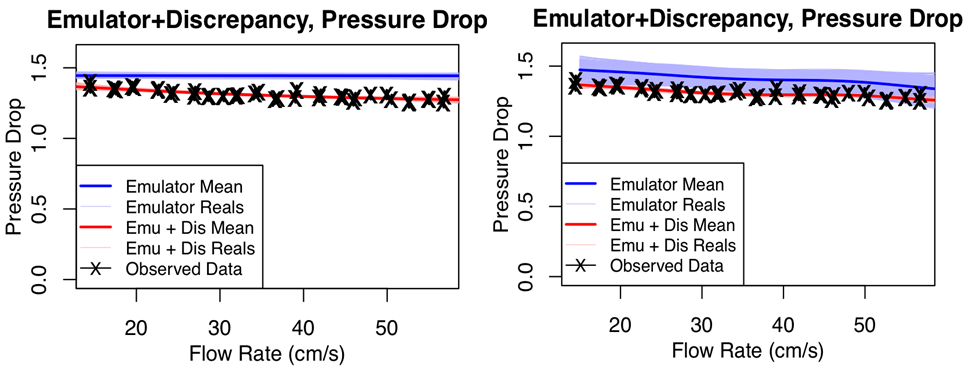 Emulator+Discrepancy, Pressure Drop
Pressure Drop
1.5
1.0
0.5
0.0
Emulator Mean
Emulator Reals
Emu + Dis Mean
Emu + Dis Reals
Observed Data
20 30 40 50
Flow Rate (cm/s)
Emulator+Discrepancy, Pressure Drop
Pressure Drop
1.5
1.0
0.5
0.0
Emulator Mean
Emulator Reals
Emu + Dis Mean
Emu + Dis Reals
Observed Data
20 30 40 50
Flow Rate (cm/s)